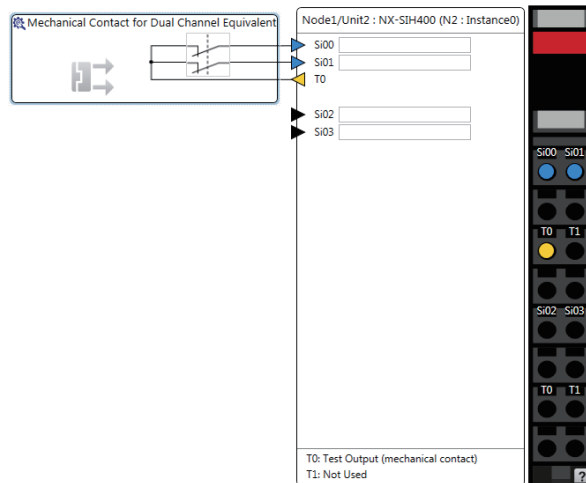 Mechanical Contact for Dual Channel Equivalent
Node1/Unit2 : NX-SIH400 (N2 : Instance0)
Si00
Si01
T0
Si02
Si03
T0: Test Output (mechanical contact)
T1: Not Used
Si00 Si01
T0 T1
Si02 Si03
T0 T1
?